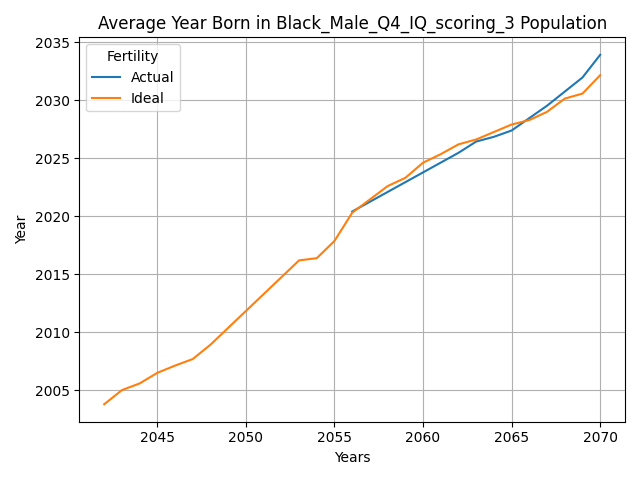 Average Year Born in Black_Male_Q4_IQ_scoring_3 Population
Fertility
Actual
Ideal
2035
2030
2025
2020
2015
2010
2005
Year
2045 2050 2055 2060 2065 2070
Years